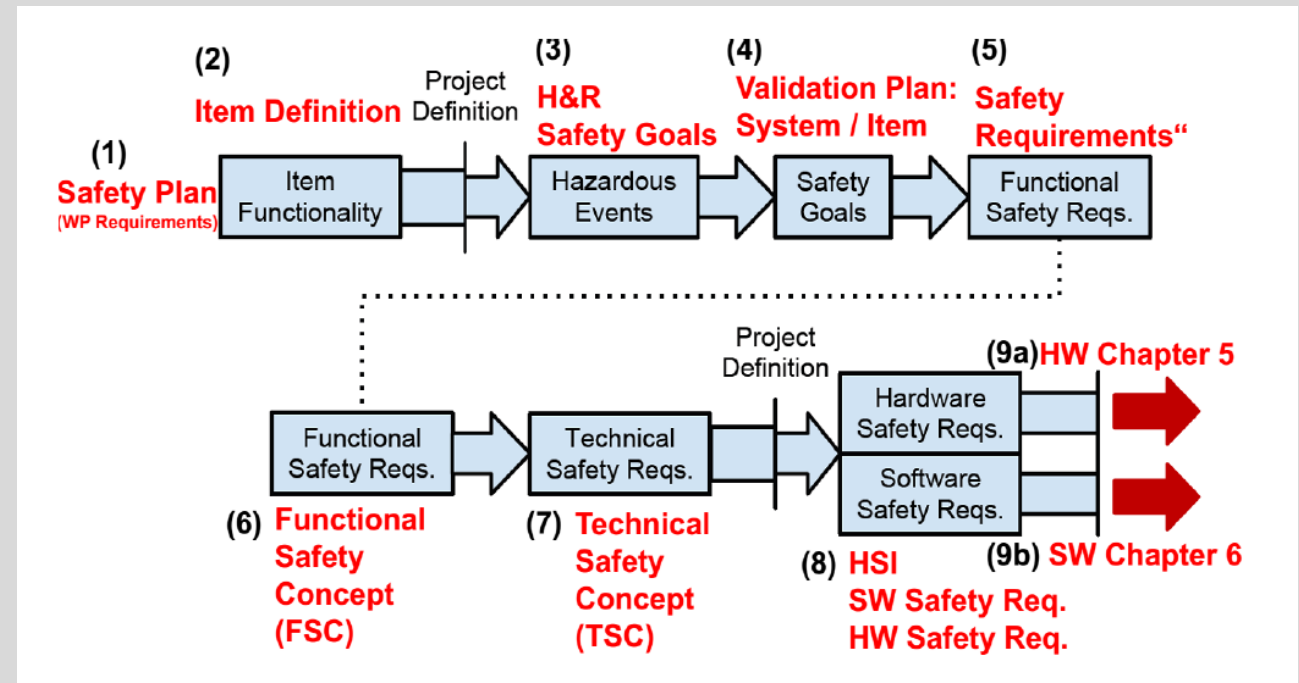 (2)
Item Definition
Project
Definition
(3)
H&R
Safety Goals
(4)
Validation Plan:
System / Item
(5)
Safety
Requirements“
(1)
Safety Plan
(WP Requirements)
Item
Functionality
Hazardous
Events
Safety
Goals
Functional
Safety Reqs.
Project
Definition
(9a) HW Chapter 5
Functional
Safety Reqs.
Technical
Safety Reqs.
Hardware
Safety Reqs.
Software
Safety Reqs.
(6) Functional
Safety
Concept
(FSC)
(7) Technical
Safety
Concept
(TSC)
(8) HSI
SW Safety Req.
HW Safety Req.
(9b) SW Chapter 6